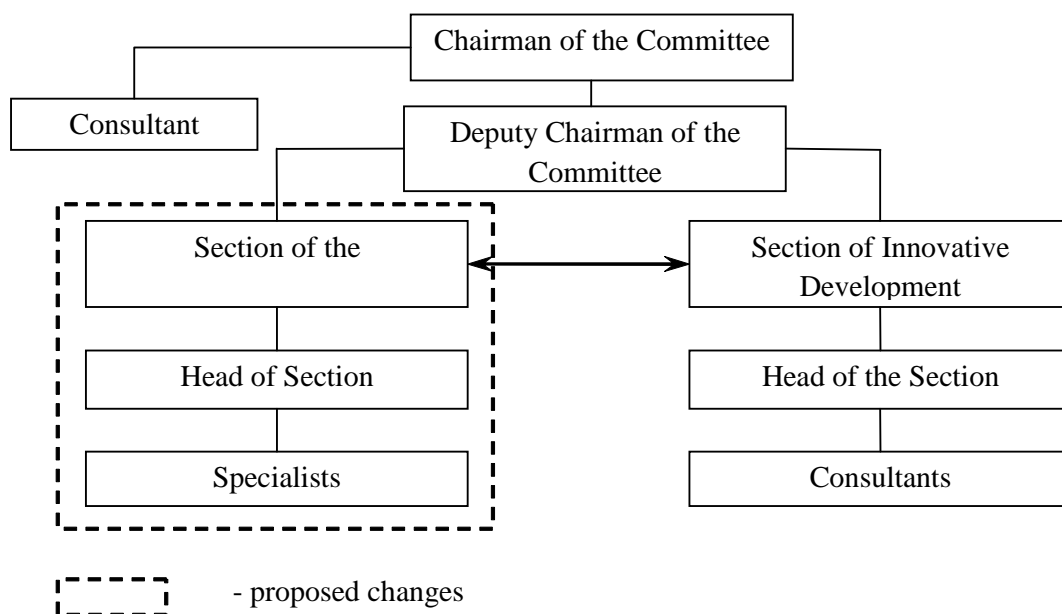 Chairman of the Committee
Consultant
Deputy Chairman of the
Committee
Section of the
Section of Innovative
Development
Head of Section
Head of the Section
Specialists
Consultants
- proposed changes